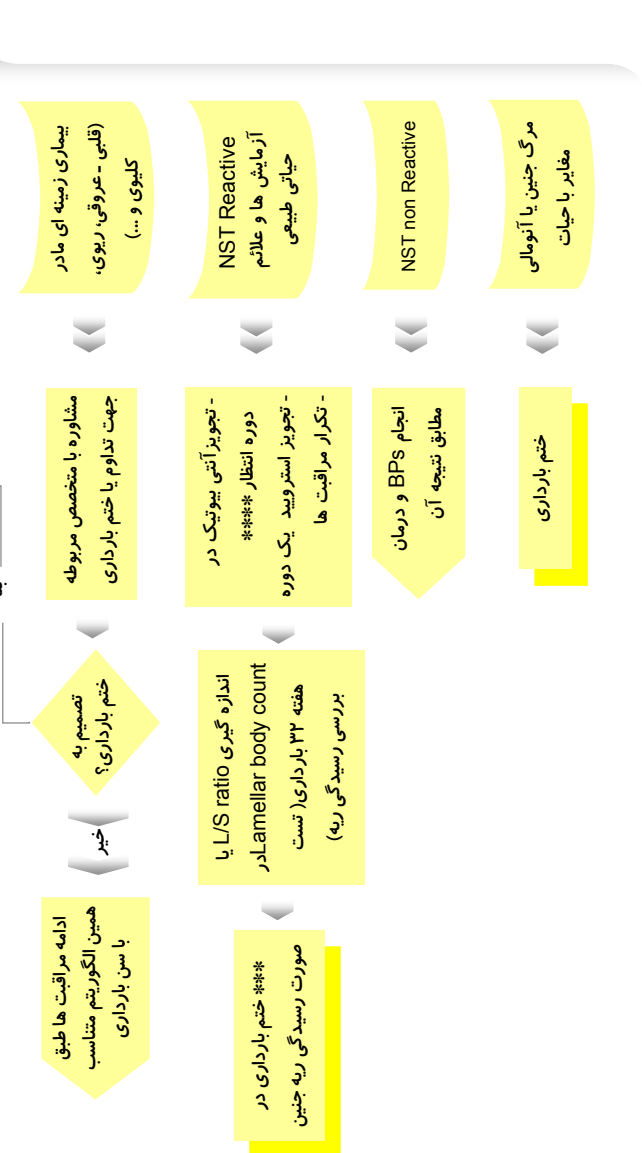 بیماری زمینه ای مادر
(قلبی - عروقی، ریوی،
کلیوی و ...)
مشاوره با متخصص مربوطه
جهت تداوم یا ختم بارداری
تصمیم به
ختم بارداری؟
خیر
ادامه مراقبت ها طبق
همین الگوریتم متناسب
با سن بارداری
NST Reactive
آزمایش ها و علائم
حیاتی طبیعی
- تجویزآنتی بیوتیک در
دوره انتظار ****
- تجویز استرویید یک دوره
- تکرار مراقبت ها
اندازه گیری L/S ratio یا
Lamellar body countدر
هفته ۳۲ بارداری( تست
بررسی رسیدگی ریه)
*** ختم بارداری در
صورت رسیدگی ریه جنین
NST non Reactive
انجام BPs و درمان
مطابق نتیجه آن
مرگ جنین یا آنومالی
مغایر با حیات
ختم بارداری